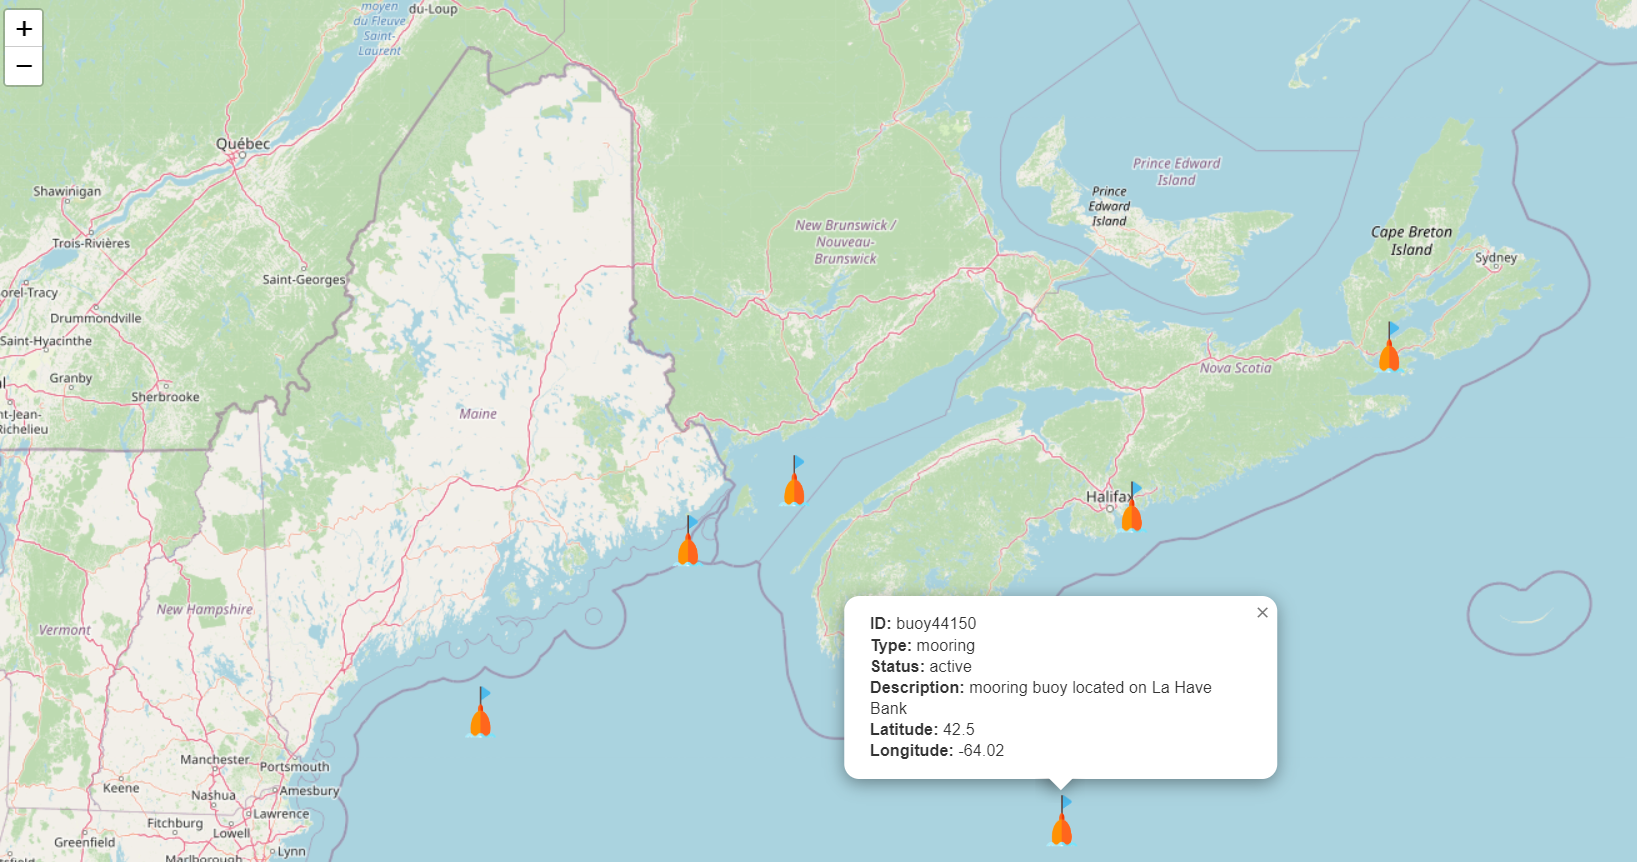 +
−
moyen
du Fleuve
Saint-
Laurent
du-Loup
Québec
Shawinigan
Trois-Rivières
Saint-Georges
orel-Tracy
Drummondville
Saint-Hyacinthe
Granby
Sherbrooke
nt-Jean-
Richelieu
Maine
New Brunswick /
Nouveau-
Brunswick
Prince Edward
Island
Prince
Edward
Island
Cape Breton
Island
Sydney
Nova Scotia
Halifax
New Hampshire
Vermont
ID: buoy44150
Type: mooring
Status: active
Description: mooring buoy located on La Have
Bank
Latitude: 42.5
Longitude: -64.02
×
Manchester
Portsmouth
Keene
Nashua
Amesbury
Fitchburg
Lawrence
Lowell
Greenfield
Lynn
Marlborough